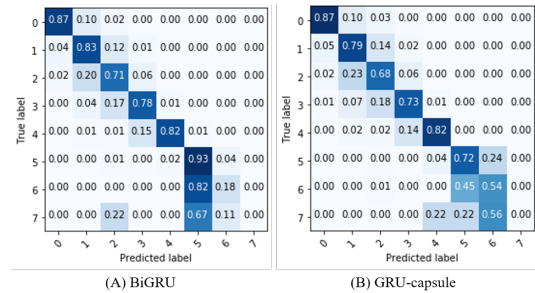 True label
0 0.87 0.10 0.02 0.00 0.00 0.00 0.00 0.00
1 0.04 0.83 0.12 0.01 0.00 0.00 0.00 0.00
2 0.02 0.20 0.71 0.06 0.00 0.00 0.00 0.00
3 0.00 0.04 0.17 0.78 0.01 0.00 0.00 0.00
4 0.00 0.01 0.01 0.15 0.82 0.01 0.00 0.00
5 0.00 0.00 0.01 0.00 0.02 0.93 0.04 0.00
6 0.00 0.00 0.00 0.00 0.00 0.82 0.18 0.00
7 0.00 0.00 0.22 0.00 0.00 0.67 0.11 0.00
0 1 2 3 4 5 6 7
Predicted label
(A) BiGRU
True label
0 0.87 0.10 0.03 0.00 0.00 0.00 0.00 0.00
1 0.05 0.79 0.14 0.02 0.00 0.00 0.00 0.00
2 0.02 0.23 0.68 0.06 0.00 0.00 0.00 0.00
3 0.01 0.07 0.18 0.73 0.01 0.00 0.00 0.00
4 0.00 0.02 0.02 0.14 0.82 0.00 0.00 0.00
5 0.00 0.00 0.00 0.00 0.04 0.72 0.24 0.00
6 0.00 0.00 0.01 0.00 0.00 0.45 0.54 0.00
7 0.00 0.00 0.00 0.00 0.22 0.22 0.56 0.00
0 1 2 3 4 5 6 7
Predicted label
(B) GRU-capsule